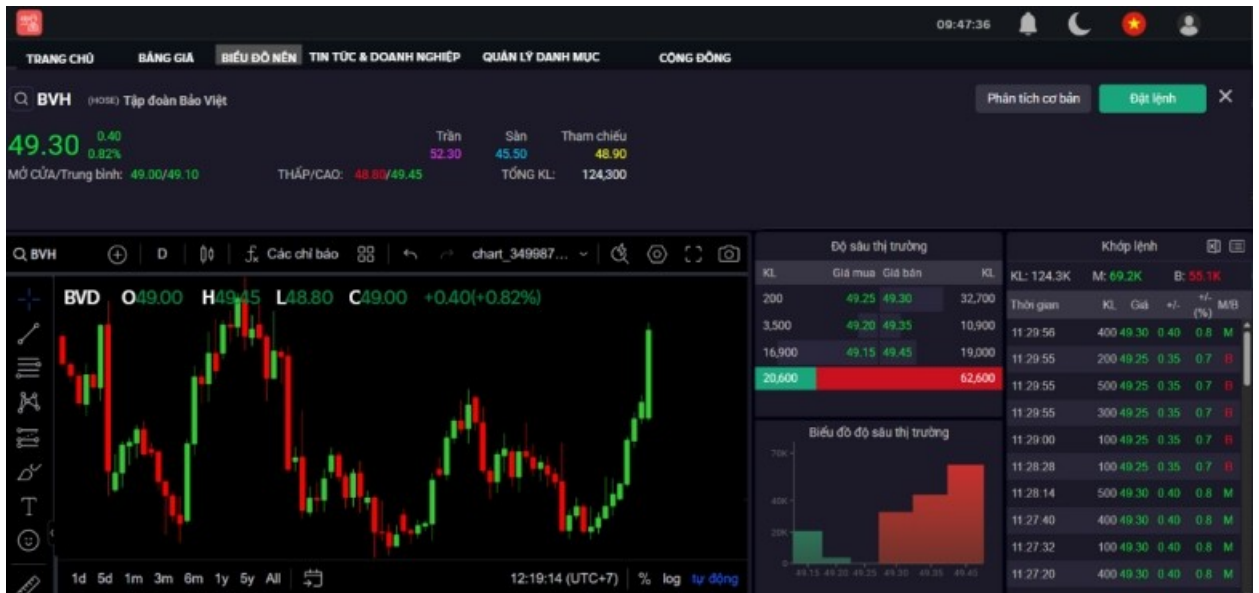 09:47:36
TRANG CHỦ BẢNG GIÁ BIỂU ĐỒ NẾN TIN TỨC & DOANH NGHIỆP QUẢN LÝ DANH MỤC CỘNG ĐỒNG
BVH (HOSE) Tập đoàn Bảo Việt Phân tích cơ bản Đặt lệnh
49.30 0.40 0.82%
Trần Sàn Tham chiếu
52.30 45.50 48.90
MỞ CỬA/Trung bình: 49.00/49.10 THẤP/CAO: 48.80/49.45 TỔNG KL: 124,300
BVH D Các chỉ báo chart_349987...
BVD O49.00 H49.45 L48.80 C49.00 +0.40(+0.82%)
1d 5d 1m 3m 6m 1y 5y All 12:19:14 (UTC+7) % log tự động
Độ sâu thị trường
KL Giá mua Giá bán KL
200 49.25 49.30 32,700
3,500 49.20 49.35 10,900
16,900 49.15 49.45 19,000
20,600 62,600
Biểu đồ độ sâu thị trường
70K
40K
20K
0
49.15 49.20 49.25 49.30 49.35 49.40
Khớp lệnh
KL: 124.3K M: 69.2K B: 55.1K
Thời gian KL Giá +/- +/- (%) M/B
11:29:56 400 49.30 0.40 0.8 M
11:29:55 200 49.25 0.35 0.7 B
11:29:55 500 49.25 0.35 0.7 B
11:29:55 300 49.25 0.35 0.7 B
11:29:00 100 49.25 0.35 0.7 B
11:28:28 100 49.25 0.35 0.7 B
11:28:14 500 49.30 0.40 0.8 M
11:27:40 400 49.30 0.40 0.8 M
11:27:32 100 49.30 0.40 0.8 M
11:27:20 400 49.30 0.40 0.8 M